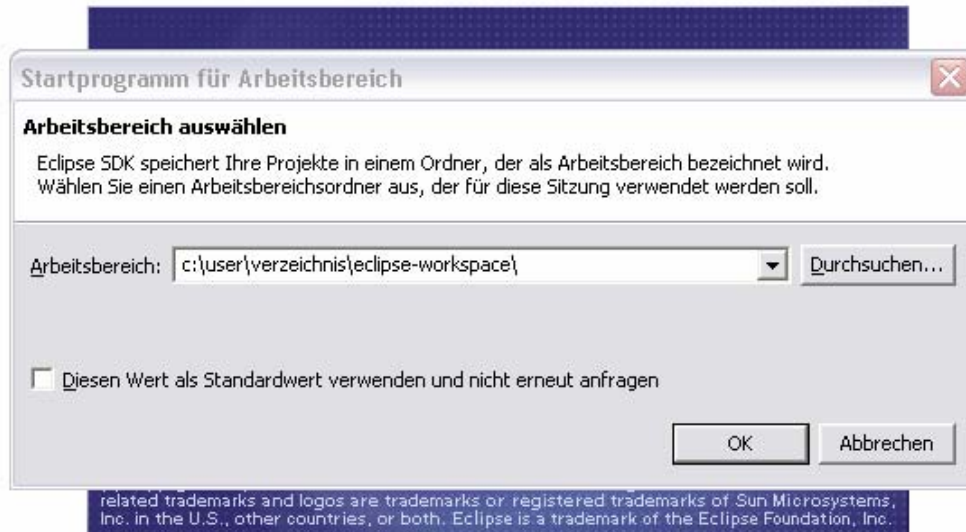 Startprogramm für Arbeitsbereich
Arbeitsbereich auswählen
Eclipse SDK speichert Ihre Projekte in einem Ordner, der als Arbeitsbereich bezeichnet wird.
Wählen Sie einen Arbeitsbereichsordner aus, der für diese Sitzung verwendet werden soll.
Arbeitsbereich: c:\user\verzeichnis\eclipse-workspace\ Durchsuchen...
Diesen Wert als Standardwert verwenden und nicht erneut anfragen
OK Abbrechen
related trademarks and logos are trademarks or registered trademarks of Sun Microsystems,
Inc. in the U.S., other countries, or both. Eclipse is a trademark of the Eclipse Foundation, Inc.